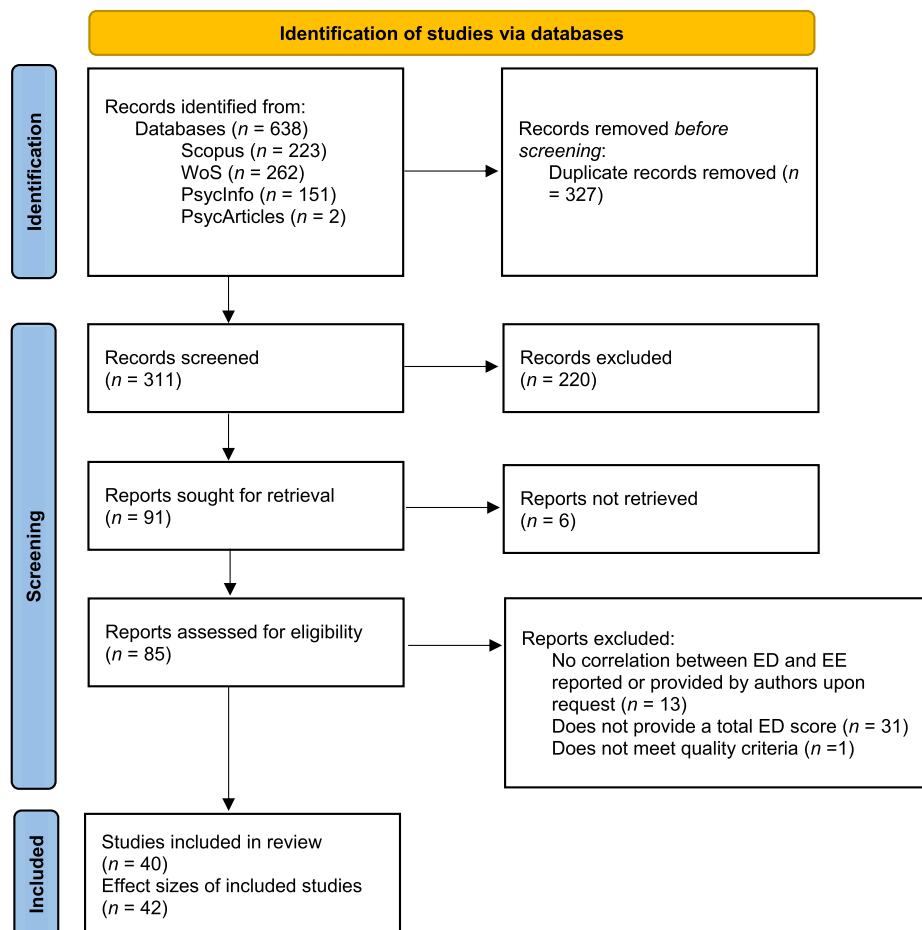 Identification of studies via databases
Identification
Records identified from:
Databases (n = 638)
Scopus (n = 223)
WoS (n = 262)
PsycInfo (n = 151)
PsycArticles (n = 2)
Records removed before
screening:
Duplicate records removed (n
= 327)
Screening
Records screened
(n = 311)
Records excluded
(n = 220)
Reports sought for retrieval
(n = 91)
Reports not retrieved
(n = 6)
Reports assessed for eligibility
(n = 85)
Reports excluded:
No correlation between ED and EE
reported or provided by authors upon
request (n = 13)
Does not provide a total ED score (n = 31)
Does not meet quality criteria (n =1)
Included
Studies included in review
(n = 40)
Effect sizes of included studies
(n = 42)